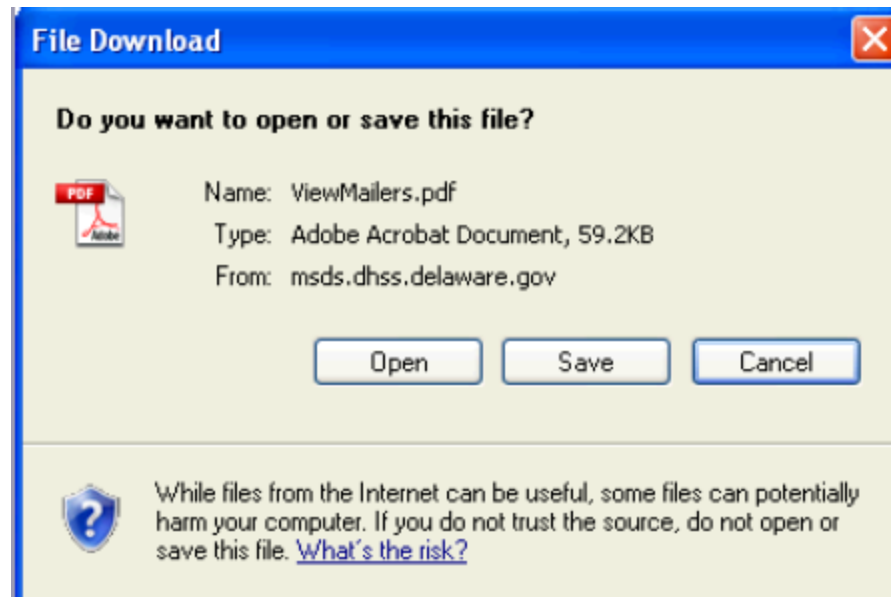 File Download
Do you want to open or save this file?
PDF
Adobe
Name: ViewMailers.pdf
Type: Adobe Acrobat Document, 59.2KB
From: msds.dhss.delaware.gov
Open Save Cancel
While files from the Internet can be useful, some files can potentially
harm your computer. If you do not trust the source, do not open or
save this file. What's the risk?